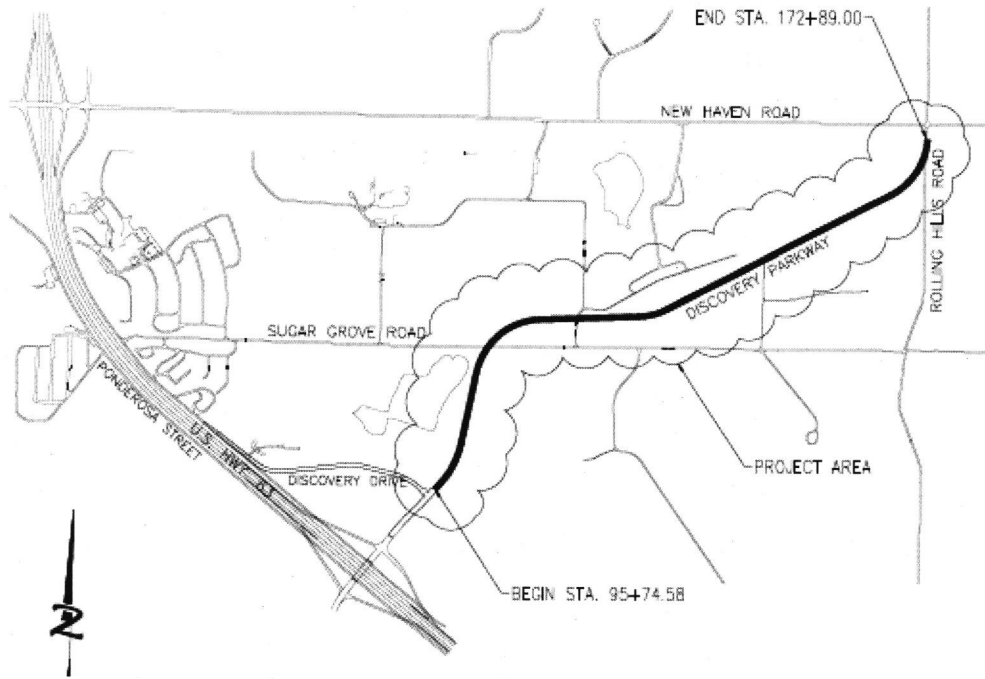 END STA. 172+89.00
NEW HAVEN ROAD
ROLLING HILLS ROAD
DISCOVERY PARKWAY
SUGAR GROVE ROAD
PONDEROSA STREET
U.S. HWY 63
DISCOVERY DRIVE
PROJECT AREA
BEGIN STA. 95+74.58
N